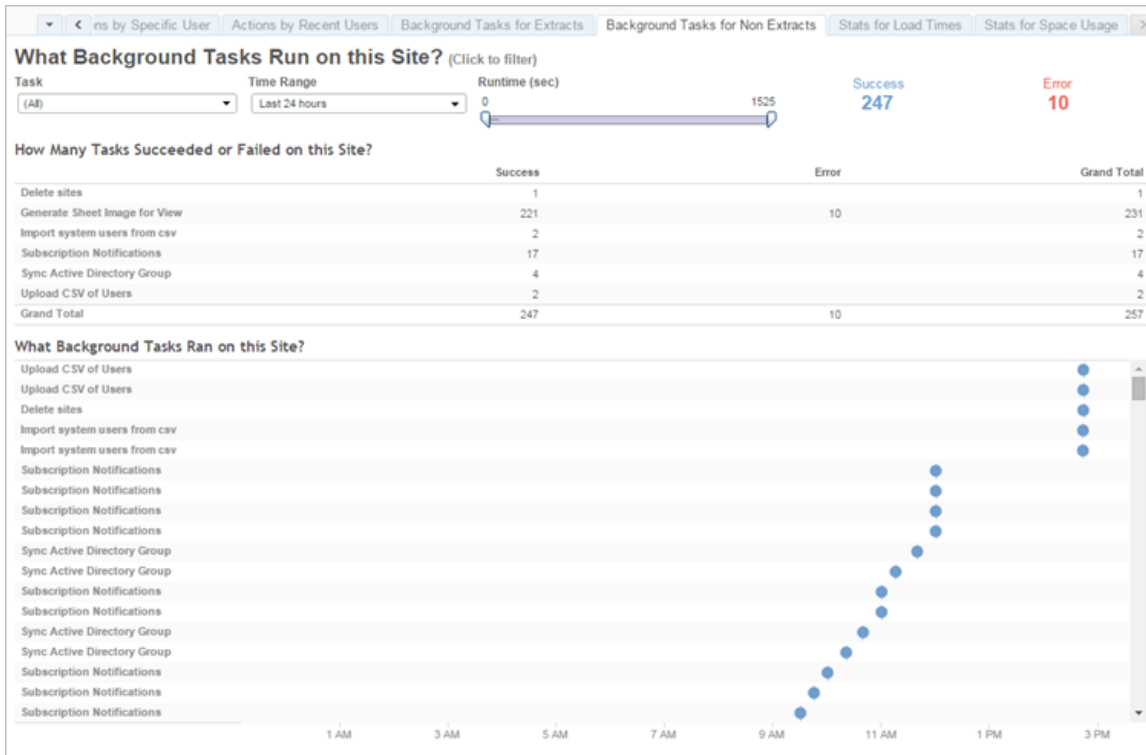 ns by Specific User Actions by Recent Users Background Tasks for Extracts Background Tasks for Non Extracts Stats for Load Times Stats for Space Usage
What Background Tasks Run on this Site? (Click to filter)
Task Time Range Runtime (sec) Success Error
(All) Last 24 hours 0 1525 247 10
How Many Tasks Succeeded or Failed on this Site?
Success Error Grand Total
Delete sites 1 1
Generate Sheet Image for View 221 10 231
Import system users from csv 2 2
Subscription Notifications 17 17
Sync Active Directory Group 4 4
Upload CSV of Users 2 2
Grand Total 247 10 257
What Background Tasks Ran on this Site?
Upload CSV of Users
Upload CSV of Users
Delete sites
Import system users from csv
Import system users from csv
Subscription Notifications
Subscription Notifications
Subscription Notifications
Subscription Notifications
Sync Active Directory Group
Sync Active Directory Group
Subscription Notifications
Subscription Notifications
Sync Active Directory Group
Sync Active Directory Group
Subscription Notifications
Subscription Notifications
Subscription Notifications
1 AM 3 AM 5 AM 7 AM 9 AM 11 AM 1 PM 3 PM